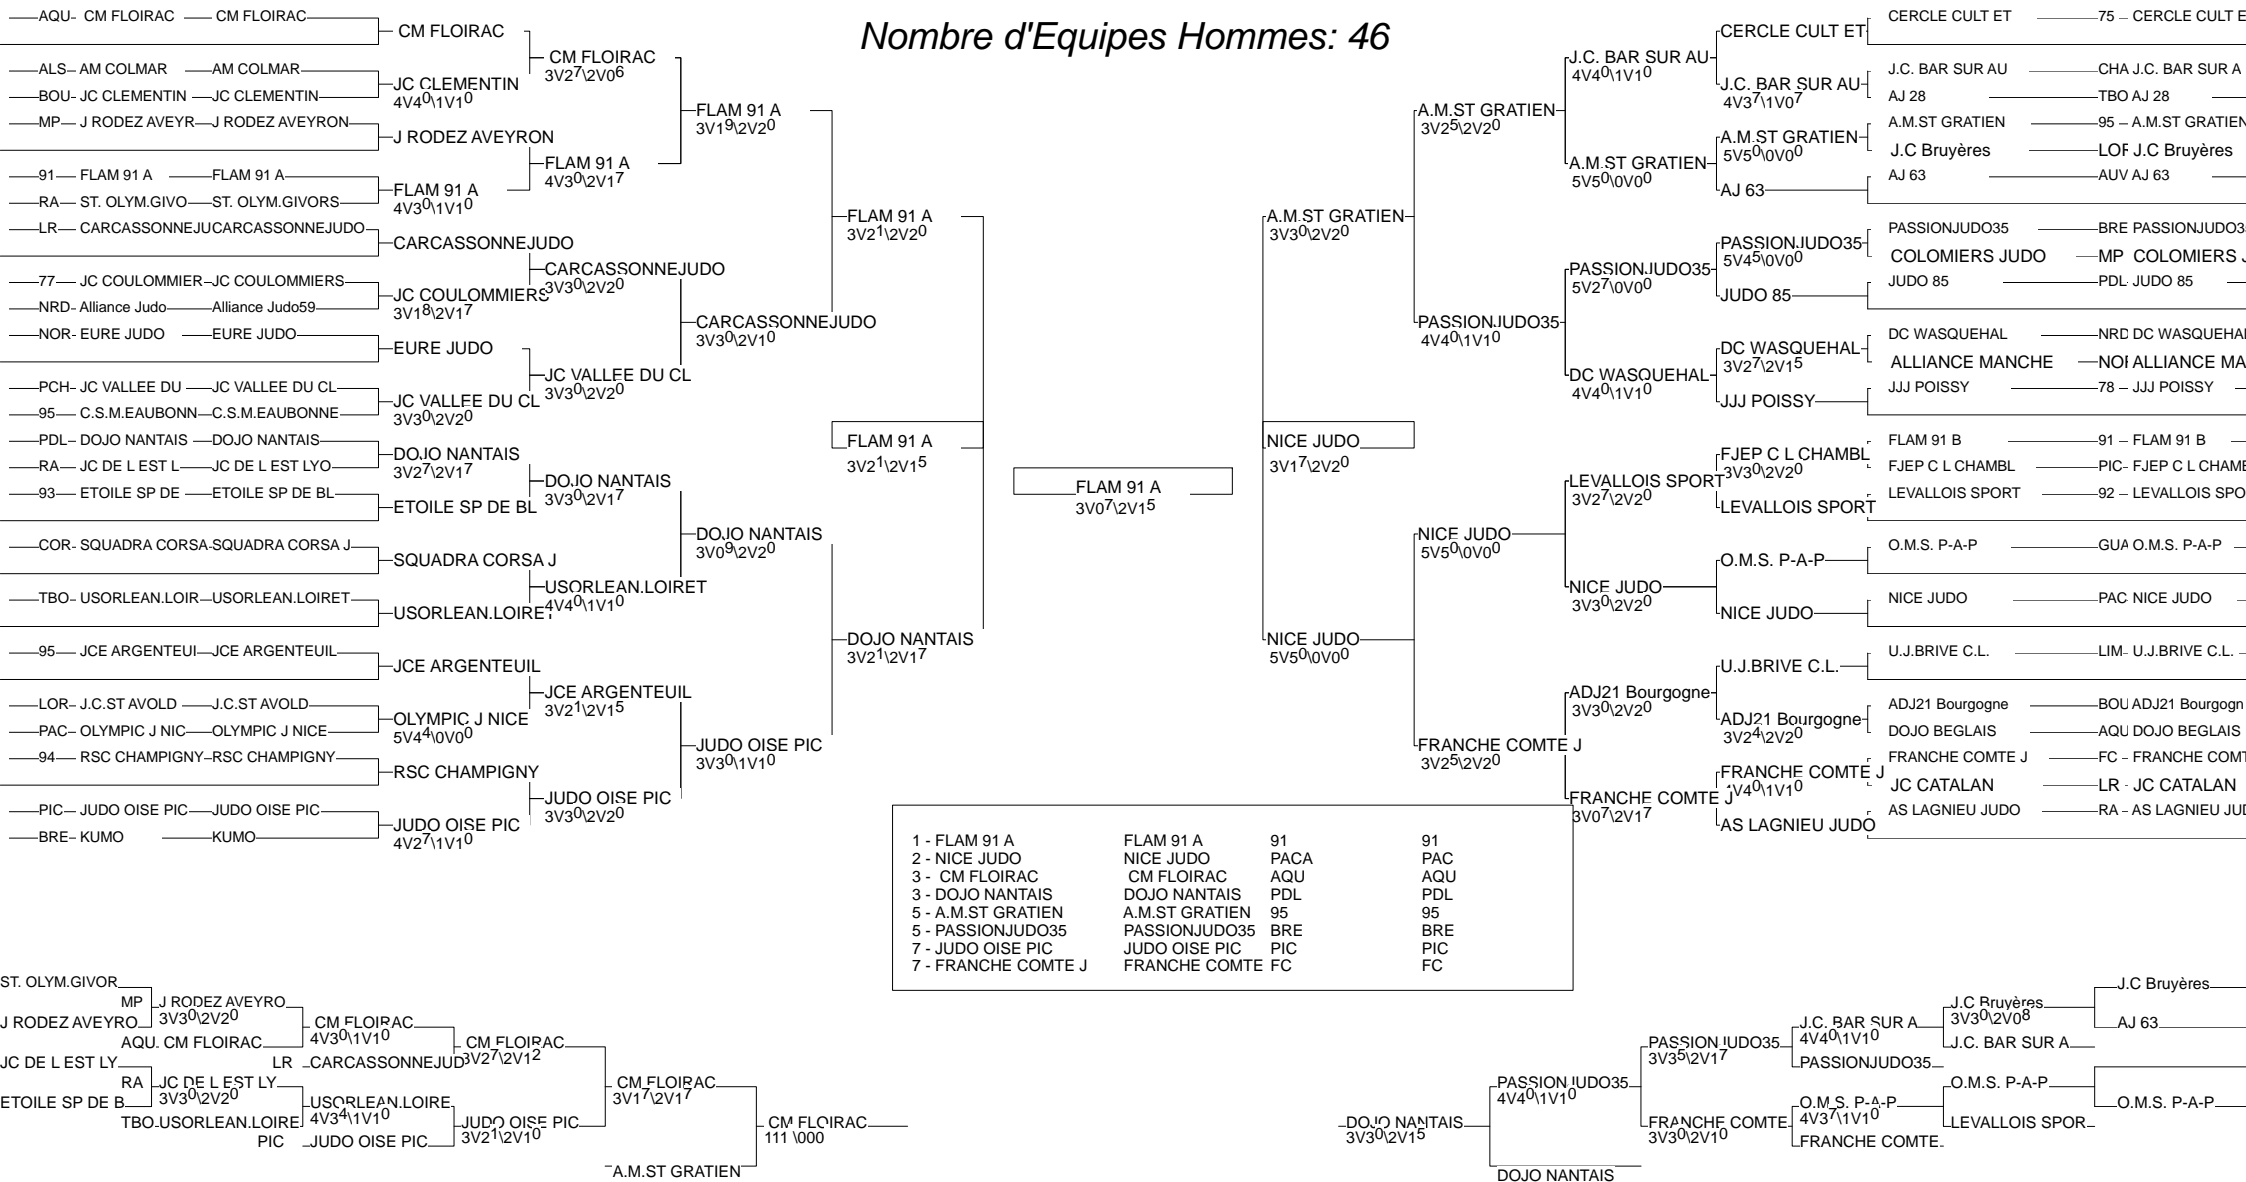 Nombre d'Equipes Hommes: 46
AQU- CM FLOIRAC CM FLOIRAC
ALS- AM COLMAR AM COLMAR
BOU- JC CLEMENTIN JC CLEMENTIN
MP- J RODEZ AVEYR J RODEZ AVEYRON
91 FLAM 91 A FLAM 91 A
RA ST. OLYM.GIVO ST. OLYM.GIVORS
LR CARCASSONNEJU CARCASSONNEJUDO
77 JC COULOMMIER JC COULOMMIERS
NRD- Alliance Judo Alliance Judo59
NOR- EURE JUDO EURE JUDO
PCH- JC VALLEE DU JC VALLEE DU CL
95 C.S.M.EAUBONN C.S.M.EAUBONNE
PDL- DOJO NANTAIS DOJO NANTAIS
RA JC DE L EST L JC DE L EST LYO
93 ETOILE SP DE ETOILE SP DE BL
COR- SQUADRA CORSA SQUADRA CORSA J
TBO- USORLEAN.LOIR USORLEAN.LOIRET
95 JCE ARGENTEUI JCE ARGENTEUIL
LOR- J.C.ST AVOLD J.C.ST AVOLD
PAC- OLYMPIC J NIC OLYMPIC J NICE
94 RSC CHAMPIGNY RSC CHAMPIGNY
PIC- JUDO OISE PIC JUDO OISE PIC
BRE- KUMO KUMO
CM FLOIRAC
JC CLEMENTIN
4V40\1V10
J RODEZ AVEYRON
FLAM 91 A
4V30\1V10
CARCASSONNEJUDO
JC COULOMMIERS
3V18\2V17
EURE JUDO
JC VALLEE DU CL
3V30\2V20
DOJO NANTAIS
3V27\2V17
ETOILE SP DE BL
SQUADRA CORSA J
USORLEAN.LOIRET
JCE ARGENTEUIL
OLYMPIC J NICE
5V44\0V00
RSC CHAMPIGNY
JUDO OISE PIC
4V27\1V10
CM FLOIRAC
3V27\2V06
FLAM 91 A
4V30\2V17
CARCASSONNEJUDO
3V30\2V20
JC VALLEE DU CL
3V30\2V20
DOJO NANTAIS
3V30\2V17
USORLEAN.LOIRET
4V40\1V10
JCE ARGENTEUIL
3V21\2V15
JUDO OISE PIC
3V30\2V20
FLAM 91 A
3V19\2V20
CARCASSONNEJUDO
3V30\2V10
DOJO NANTAIS
3V09\2V20
JUDO OISE PIC
3V30\1V10
FLAM 91 A
3V21\2V20
DOJO NANTAIS
3V21\2V17
FLAM 91 A
3V21\2V15
FLAM 91 A
3V07\2V15
NICE JUDO
3V17\2V20
A.M.ST GRATIEN
3V30\2V20
NICE JUDO
5V50\0V00
A.M.ST GRATIEN
3V25\2V20
PASSIONJUDO35
4V40\1V10
NICE JUDO
5V50\0V00
FRANCHE COMTE J
3V25\2V20
J.C. BAR SUR AU
4V40\1V10
A.M.ST GRATIEN
5V50\0V00
PASSIONJUDO35
5V27\0V00
DC WASQUEHAL
4V40\1V10
LEVALLOIS SPORT
3V27\2V20
NICE JUDO
3V30\2V20
ADJ21 Bourgogne
3V30\2V20
FRANCHE COMTE J
3V07\2V17
CERCLE CULT ET
J.C. BAR SUR AU
4V37\1V07
A.M.ST GRATIEN
5V50\0V00
AJ 63
PASSIONJUDO35
5V45\0V00
JUDO 85
DC WASQUEHAL
3V27\2V15
JJJ POISSY
FJEP C L CHAMBL
3V30\2V20
LEVALLOIS SPORT
O.M.S. P-A-P
NICE JUDO
U.J.BRIVE C.L.
ADJ21 Bourgogne
3V24\2V20
FRANCHE COMTE J
4V40\1V10
AS LAGNIEU JUDO
CERCLE CULT ET 75 CERCLE CULT E
J.C. BAR SUR AU CHA J.C. BAR SUR A
AJ 28 TBO AJ 28
A.M.ST GRATIEN 95 A.M.ST GRATIEN
J.C Bruyères LOR J.C Bruyères
AJ 63 AUV AJ 63
PASSIONJUDO35 BRE PASSIONJUDO3
COLOMIERS JUDO MP COLOMIERS J
JUDO 85 PDL JUDO 85
DC WASQUEHAL NRD DC WASQUEHAL
ALLIANCE MANCHE NOR ALLIANCE MA
JJJ POISSY 78 JJJ POISSY
FLAM 91 B 91 FLAM 91 B
FJEP C L CHAMBL PIC- FJEP C L CHAMB
LEVALLOIS SPORT 92 LEVALLOIS SPO
O.M.S. P-A-P GUA O.M.S. P-A-P
NICE JUDO PAC NICE JUDO
U.J.BRIVE C.L. LIM- U.J.BRIVE C.L.
ADJ21 Bourgogne BOU ADJ21 Bourgogn
DOJO BEGLAIS AQU DOJO BEGLAIS
FRANCHE COMTE J FC FRANCHE COMT
JC CATALAN LR - JC CATALAN
AS LAGNIEU JUDO RA AS LAGNIEU JUD
1 - FLAM 91 A FLAM 91 A 91 91
2 - NICE JUDO NICE JUDO PACA PAC
3 - CM FLOIRAC CM FLOIRAC AQU AQU
3 - DOJO NANTAIS DOJO NANTAIS PDL PDL
5 - A.M.ST GRATIEN A.M.ST GRATIEN 95 95
5 - PASSIONJUDO35 PASSIONJUDO35 BRE BRE
7 - JUDO OISE PIC JUDO OISE PIC PIC PIC
7 - FRANCHE COMTE J FRANCHE COMTE FC FC
ST. OLYM.GIVOR
MP
J RODEZ AVEYRO
AQU. CM FLOIRAC
JC DE L EST LY
RA
ETOILE SP DE B
TBO USORLEAN.LOIRE
J RODEZ AVEYRO
3V30\2V20
JC DE L EST LY
3V30\2V20
CM FLOIRAC
4V30\1V10
LR CARCASSONNEJUD
USORLEAN.LOIRE
4V34\1V10
PIC JUDO OISE PIC
CM FLOIRAC
3V27\2V12
JUDO OISE PIC
3V21\2V10
CM FLOIRAC
3V17\2V17
A.M.ST GRATIEN
CM FLOIRAC
111 \000
DOJO NANTAIS
3V30\2V15
PASSIONJUDO35
4V40\1V10
DOJO NANTAIS
PASSIONJUDO35
3V35\2V17
FRANCHE COMTE
3V30\2V10
J.C. BAR SUR A
4V40\1V10
PASSIONJUDO35
O.M.S. P-A-P
4V37\1V10
FRANCHE COMTE
J.C Bruyères
3V30\2V08
J.C. BAR SUR A
O.M.S. P-A-P
LEVALLOIS SPOR
J.C Bruyères
AJ 63
O.M.S. P-A-P